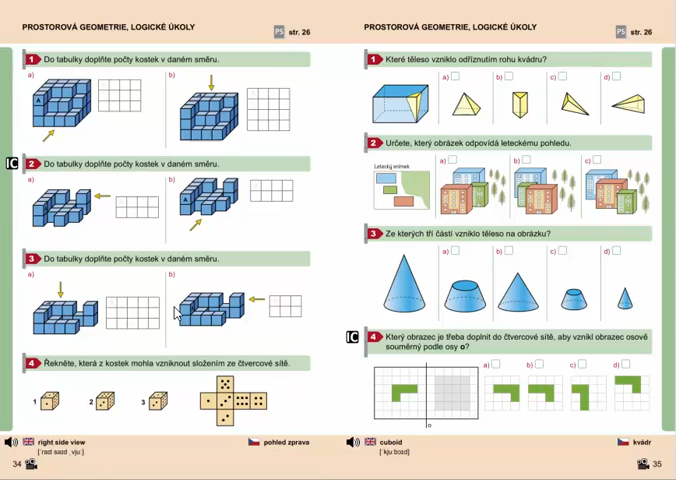 PROSTOROVÁ GEOMETRIE, LOGICKÉ ÚKOLY
PS str. 26
1 Do tabulky doplňte počty kostek v daném směru.
a)
b)
A
IC
2 Do tabulky doplňte počty kostek v daném směru.
a)
b)
A
3 Do tabulky doplňte počty kostek v daném směru.
a)
b)
4 Řekněte, která z kostek mohla vzniknout složením ze čtvercové sítě.
1
2
3
right side view
[ˈraɪt saɪd ˌvjuː]
pohled zprava
34
PROSTOROVÁ GEOMETRIE, LOGICKÉ ÚKOLY
PS str. 26
1 Které těleso vzniklo odříznutím rohu kvádru?
a)
b)
c)
d)
2 Určete, který obrázek odpovídá leteckému pohledu.
Letecký snímek
a)
b)
c)
3 Ze kterých tří částí vzniklo těleso na obrázku?
a)
b)
c)
d)
IC
4 Který obrazec je třeba doplnit do čtvercové sítě, aby vznikl obrazec osově
souměrný podle osy o?
a)
b)
c)
d)
o
cuboid
[ˈkjuːbɔɪd]
kvádr
35